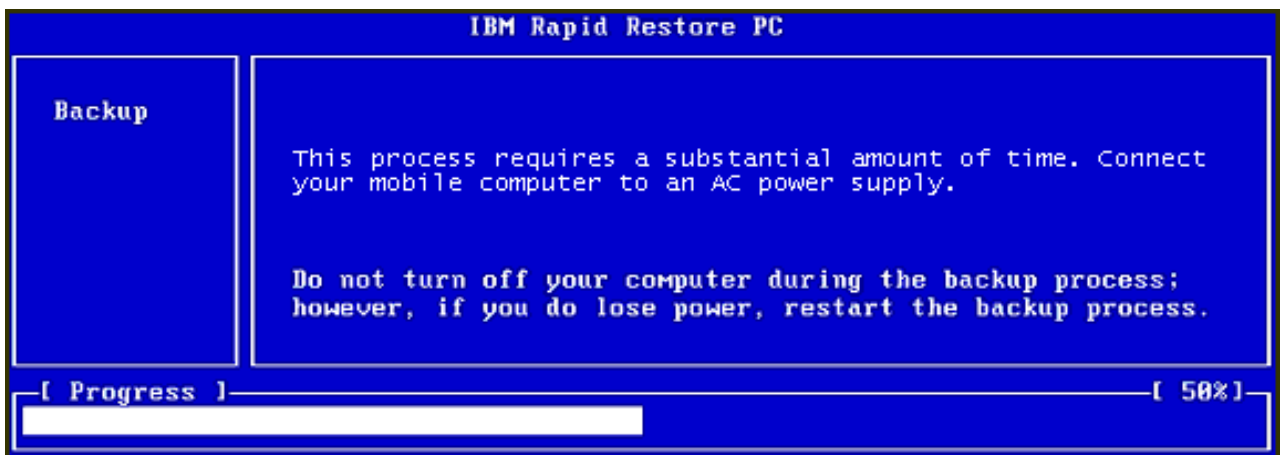 IBM Rapid Restore PC
Backup
This process requires a substantial amount of time. Connect
your mobile computer to an AC power supply.
Do not turn off your computer during the backup process;
however, if you do lose power, restart the backup process.
[ Progress ]
[ 50%]